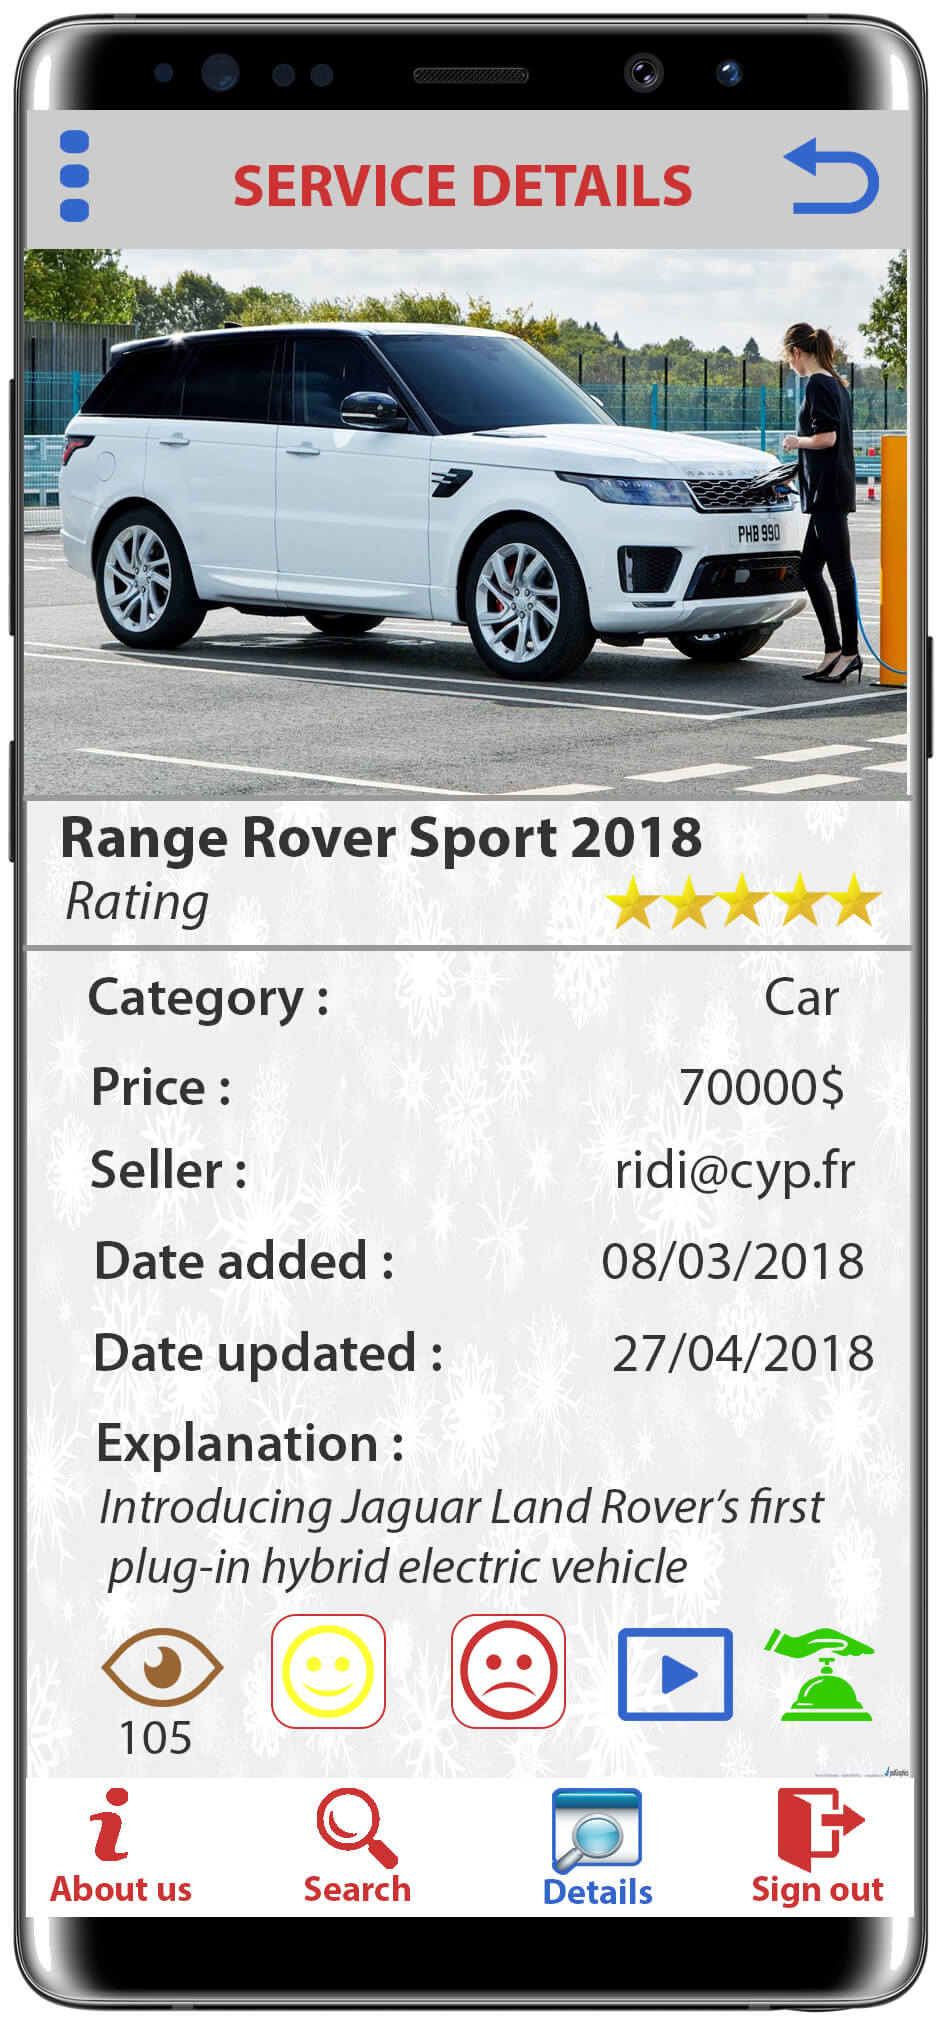 SERVICE DETAILS
RANGE ROVER
PHB 990
Range Rover Sport 2018
Rating
Category : Car
Price : 70000$
Seller : ridi@cyp.fr
Date added : 08/03/2018
Date updated : 27/04/2018
Explanation :
Introducing Jaguar Land Rover’s first
plug-in hybrid electric vehicle
105
About us Search Details Sign out